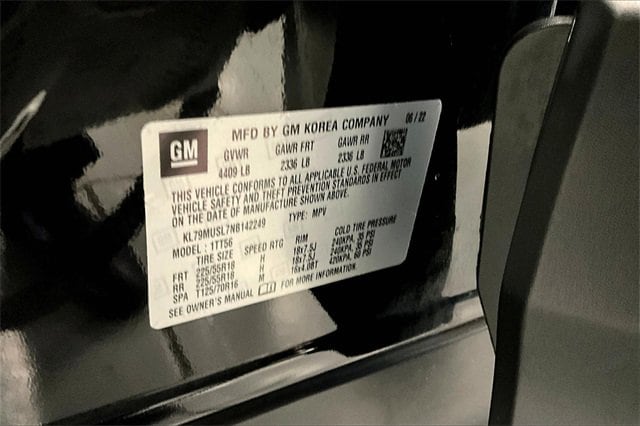 GM
MFD BY GM KOREA COMPANY 06/22
GVWR GAWR FRT GAWR RR
4409 LB 2336 LB 2336 LB
THIS VEHICLE CONFORMS TO ALL APPLICABLE U.S. FEDERAL MOTOR
VEHICLE SAFETY AND THEFT PREVENTION STANDARDS IN EFFECT
ON THE DATE OF MANUFACTURE SHOWN ABOVE.
KL79MUSL7NB142249 TYPE: MPV
MODEL: 1TT56
TIRE SIZE SPEED RTG RIM COLD TIRE PRESSURE
FRT 225/55R18 H 18x7.5J 240KPA, 35 PSI
RR 225/55R18 H 18x7.5J 240KPA, 35 PSI
SPA T125/70R16 M 16x4.0BT 420KPA, 60 PSI
SEE OWNER'S MANUAL FOR MORE INFORMATION.